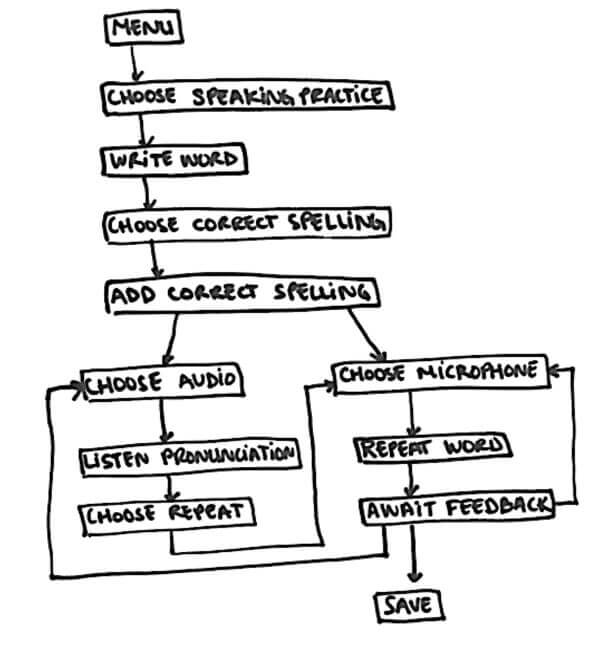 MENU
CHOOSE SPEAKING PRACTICE
WRITE WORD
CHOOSE CORRECT SPELLING
ADD CORRECT SPELLING
CHOOSE AUDIO
CHOOSE MICROPHONE
LISTEN PRONUNCIATION
REPEAT WORD
CHOOSE REPEAT
AWAIT FEEDBACK
SAVE